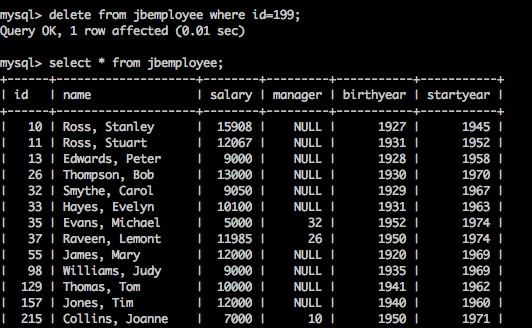 mysql> delete from jbemployee where id=199;
Query OK, 1 row affected (0.01 sec)
mysql> select * from jbemployee;
+------+--------------------+--------+---------+-----------+-----------+
| id | name | salary | manager | birthyear | startyear |
+------+--------------------+--------+---------+-----------+-----------+
| 10 | Ross, Stanley | 15908 | NULL | 1927 | 1945 |
| 11 | Ross, Stuart | 12067 | NULL | 1931 | 1952 |
| 13 | Edwards, Peter | 9000 | NULL | 1928 | 1958 |
| 26 | Thompson, Bob | 13000 | NULL | 1930 | 1970 |
| 32 | Smythe, Carol | 9050 | NULL | 1929 | 1967 |
| 33 | Hayes, Evelyn | 10100 | NULL | 1931 | 1963 |
| 35 | Evans, Michael | 5000 | 32 | 1952 | 1974 |
| 37 | Raveen, Lemont | 11985 | 26 | 1950 | 1974 |
| 55 | James, Mary | 12000 | NULL | 1920 | 1969 |
| 98 | Williams, Judy | 9000 | NULL | 1935 | 1969 |
| 129 | Thomas, Tom | 10000 | NULL | 1941 | 1962 |
| 157 | Jones, Tim | 12000 | NULL | 1940 | 1960 |
| 215 | Collins, Joanne | 7000 | 10 | 1950 | 1971 |